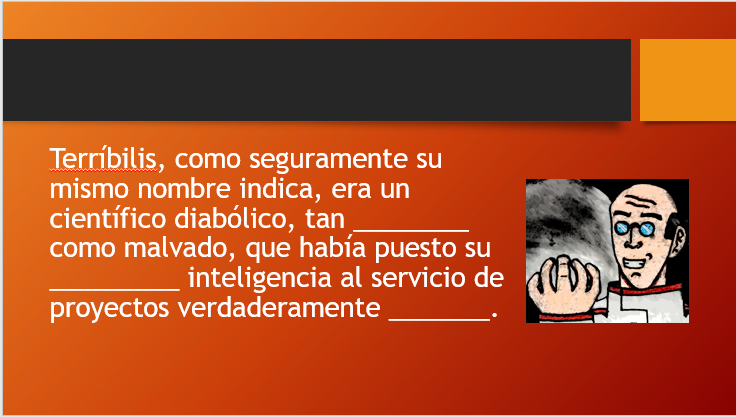 Terríbilis, como seguramente su
mismo nombre indica, era un
científico diabólico, tan ________
como malvado, que había puesto su
_________ inteligencia al servicio de
proyectos verdaderamente _______.